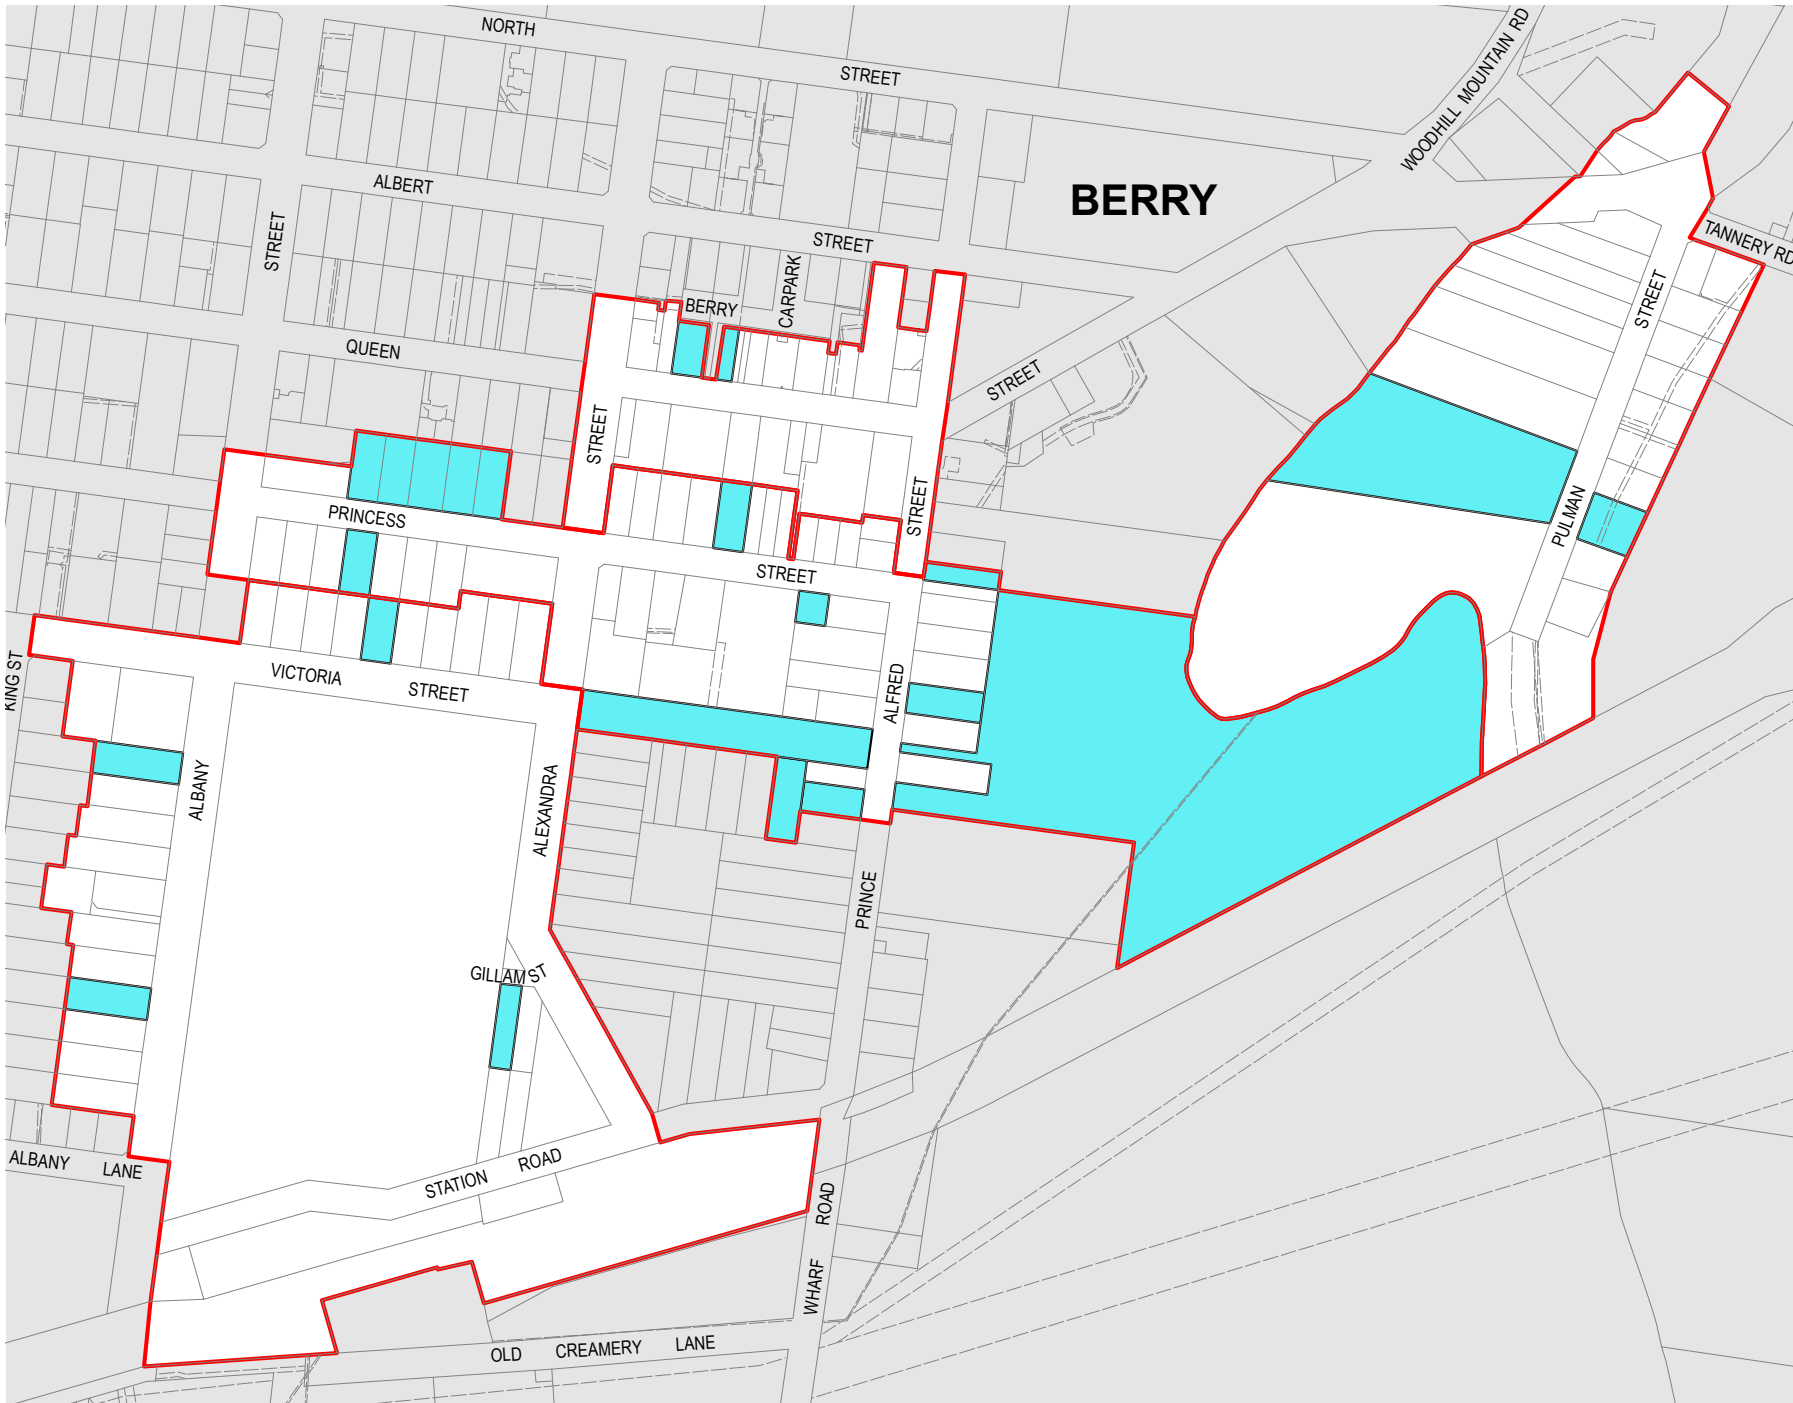 NORTH
STREET
WOODHILL MOUNTAIN RD
ALBERT
BERRY
STREET
STREET
TANNERY RD
CARPARK
STREET
BERRY
QUEEN
STREET
STREET
STREET
PULMAN
PRINCESS
STREET
KING ST
VICTORIA
STREET
ALFRED
ALBANY
ALEXANDRA
PRINCE
GILLAM ST
ALBANY LANE
STATION ROAD
ROAD
WHARF
OLD CREAMERY LANE